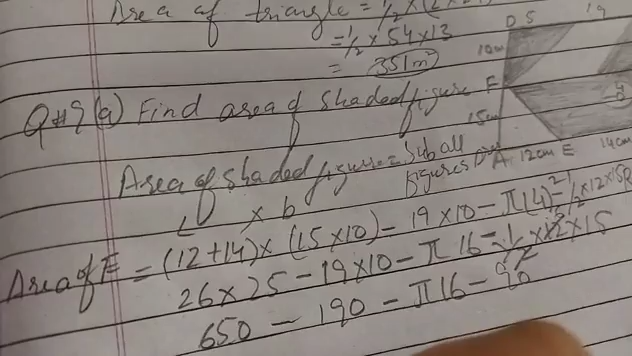 Area of triangle = 1/2 ×
= 1/2 × 54 × 13
= 351m²
Q#9 (a) Find area of shaded figure
D 5 19
10cm
F
15cm
A 12cm E 14cm
Area of shaded figure = Sub all
figures
L × b
Area of = (12+14) × (15×10) - 19×10 - π(4)² - 1/2×12×15
26×25 - 19×10 - π16 - 1/2×12×15
650 - 190 - π16 - 90